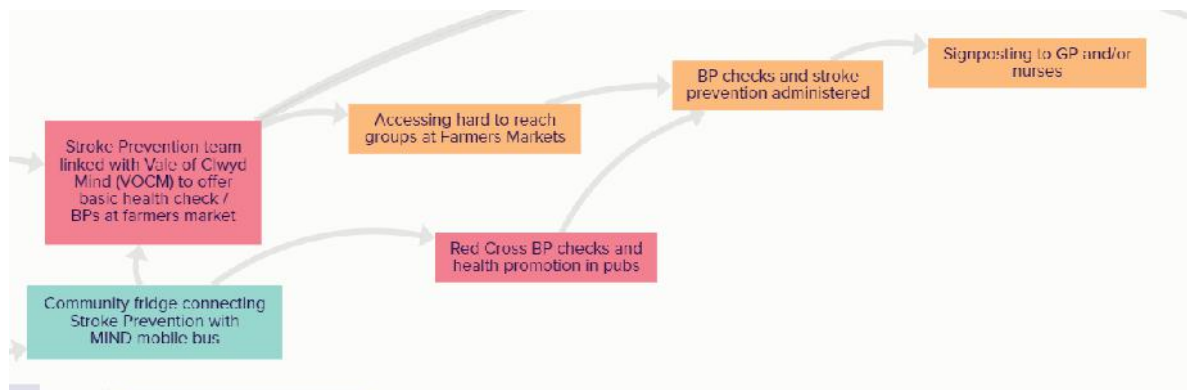 Signposting to GP and/or
nurses
BP checks and stroke
prevention administered
Accessing hard to reach
groups at Farmers Markets
Stroke Prevention team
linked with Vale of Clwyd
Mind (VOCM) to offer
basic health check /
BPs at farmers market
Red Cross BP checks and
health promotion in pubs
Community fridge connecting
Stroke Prevention with
MIND mobile bus